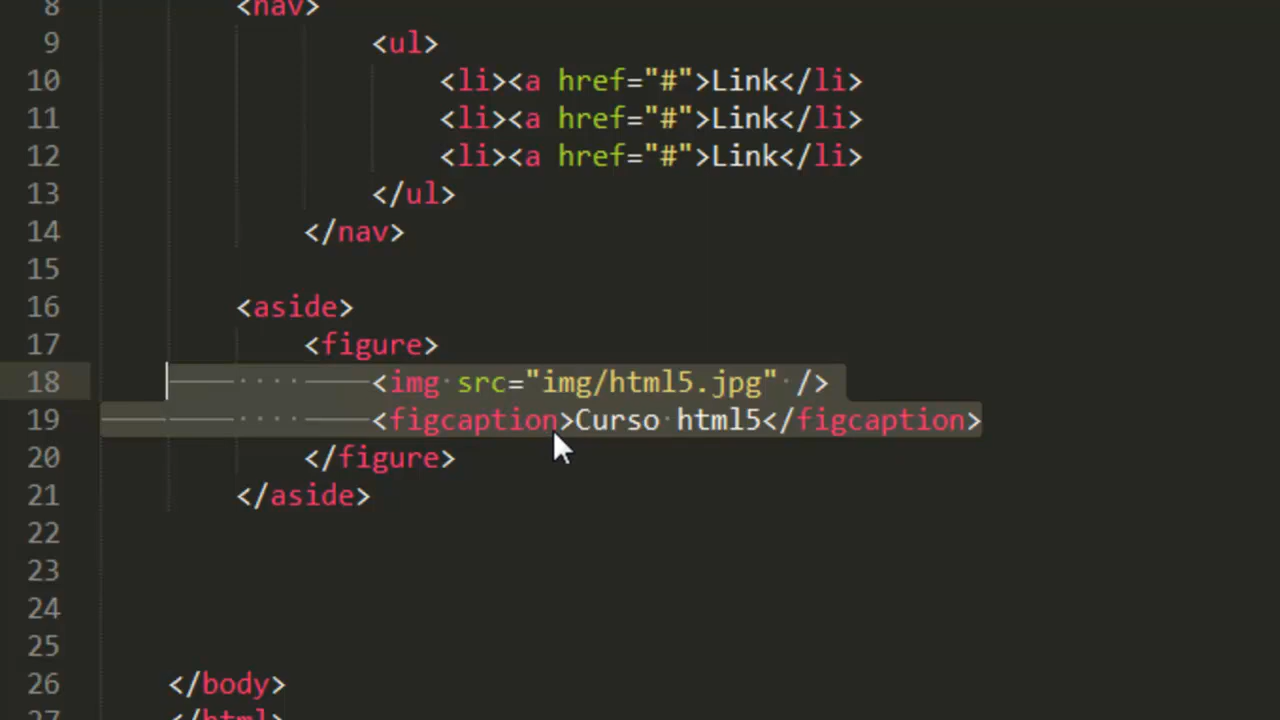 8 <nav>
9 <ul>
10 <li><a href="#">Link</li>
11 <li><a href="#">Link</li>
12 <li><a href="#">Link</li>
13 </ul>
14 </nav>
15
16 <aside>
17 <figure>
18 <img src="img/html5.jpg" />
19 <figcaption>Curso html5</figcaption>
20 </figure>
21 </aside>
22
23
24
25
26 </body>
27 </html>